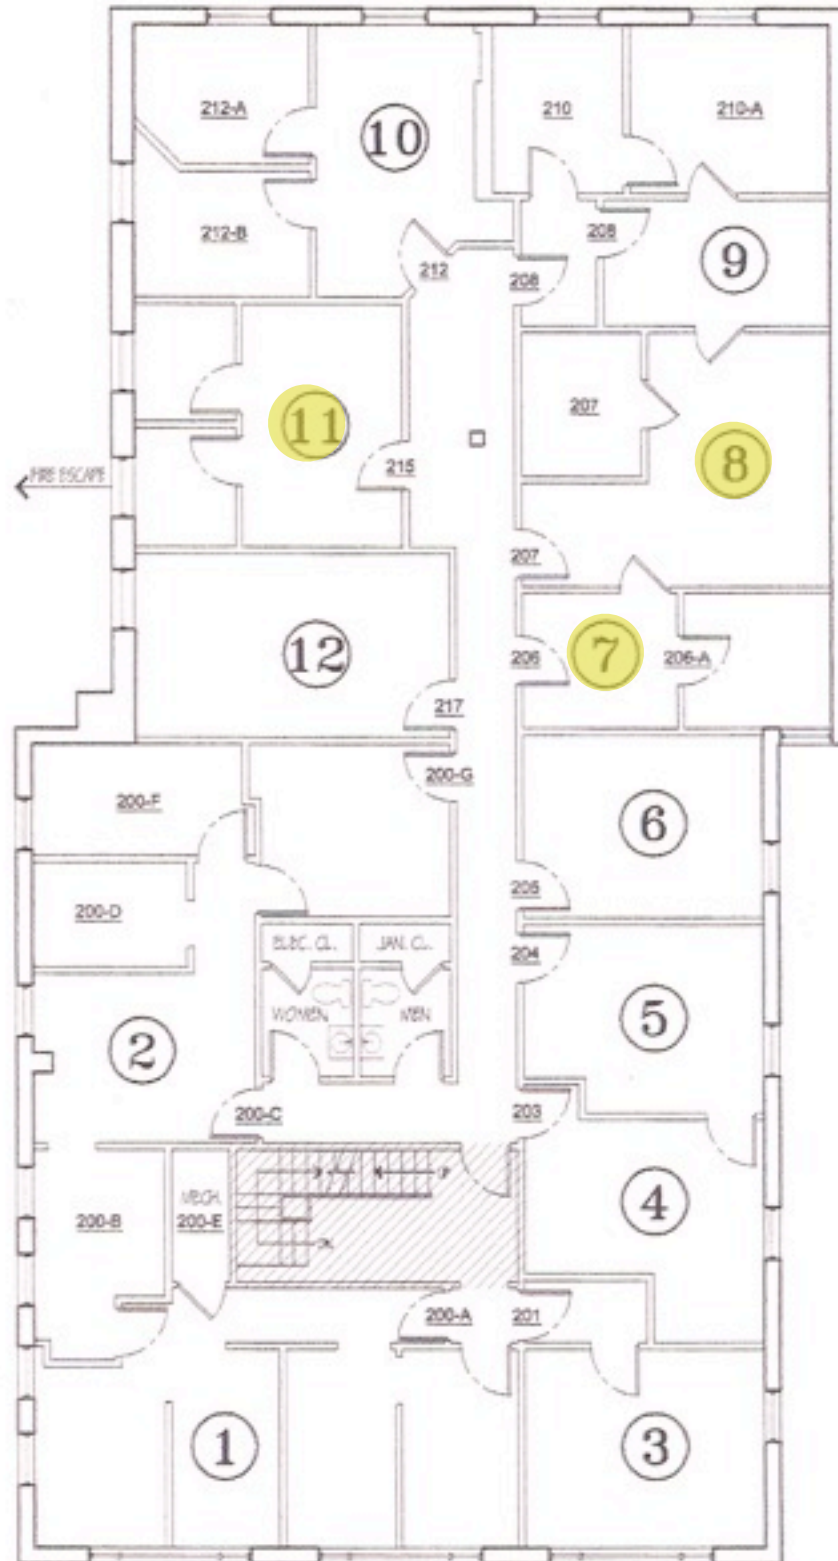 212-A
10
210
210-A
212-B
212
208
208
9
11
207
8
215
FIRE ESCAPE
207
12
206
7
206-A
217
200-F
200-G
6
200-D
205
ELEC. CL.
JAN. CL.
204
WOMEN
MEN
5
2
200-C
203
MECH.
200-B
200-E
4
200-A
201
1
3